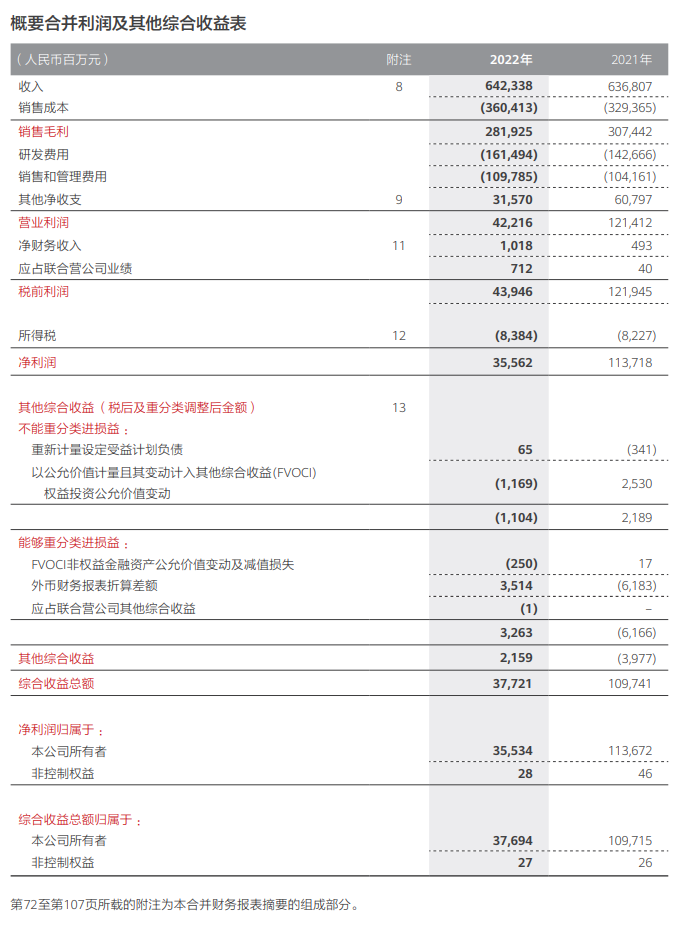 概要合并利润及其他综合收益表
（人民币百万元） 附注 2022年 2021年
收入 8 642,338 636,807
销售成本 (360,413) (329,365)
销售毛利 281,925 307,442
研发费用 (161,494) (142,666)
销售和管理费用 (109,785) (104,161)
其他净收支 9 31,570 60,797
营业利润 42,216 121,412
净财务收入 11 1,018 493
应占联合营公司业绩 712 40
税前利润 43,946 121,945
所得税 12 (8,384) (8,227)
净利润 35,562 113,718
其他综合收益（税后及重分类调整后金额） 13
不能重分类进损益：
重新计量设定受益计划负债 65 (341)
以公允价值计量且其变动计入其他综合收益(FVOCI)
权益投资公允价值变动 (1,169) 2,530
(1,104) 2,189
能够重分类进损益：
FVOCI非权益金融资产公允价值变动及减值损失 (250) 17
外币财务报表折算差额 3,514 (6,183)
应占联合营公司其他综合收益 (1) –
3,263 (6,166)
其他综合收益 2,159 (3,977)
综合收益总额 37,721 109,741
净利润归属于：
本公司所有者 35,534 113,672
非控制权益 28 46
综合收益总额归属于：
本公司所有者 37,694 109,715
非控制权益 27 26
第72至第107页所载的附注为本合并财务报表摘要的组成部分。